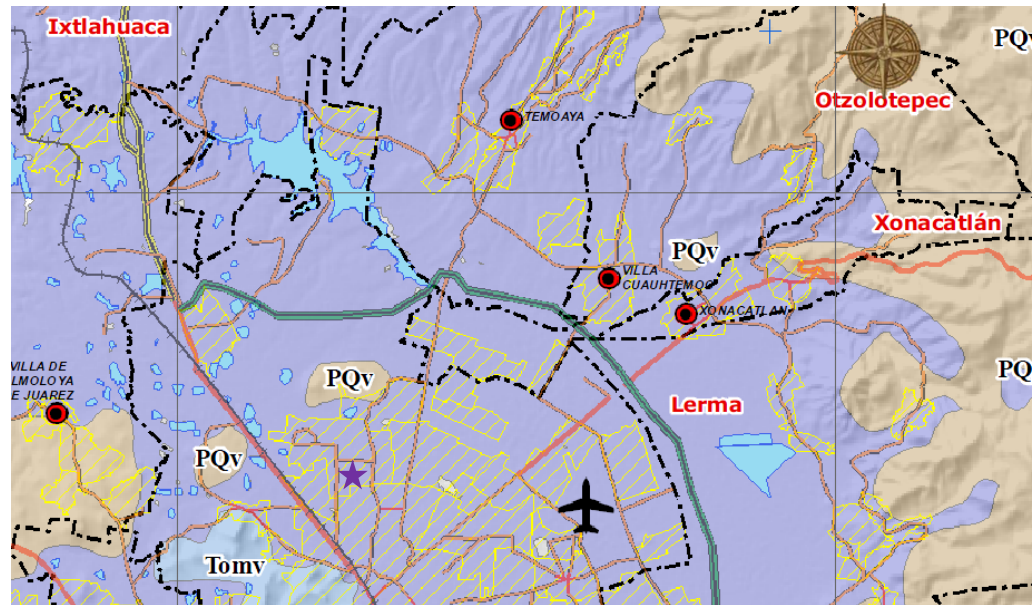 Ixtlahuaca
PQv
Otzolotepec
TEMOAYA
Xonacatlán
PQv
VILLA
CUAUHTEMOC
XONACATLAN
VILLA DE
LMOLOYA
E JUAREZ
PQv
PQ
Lerma
PQv
Tomv